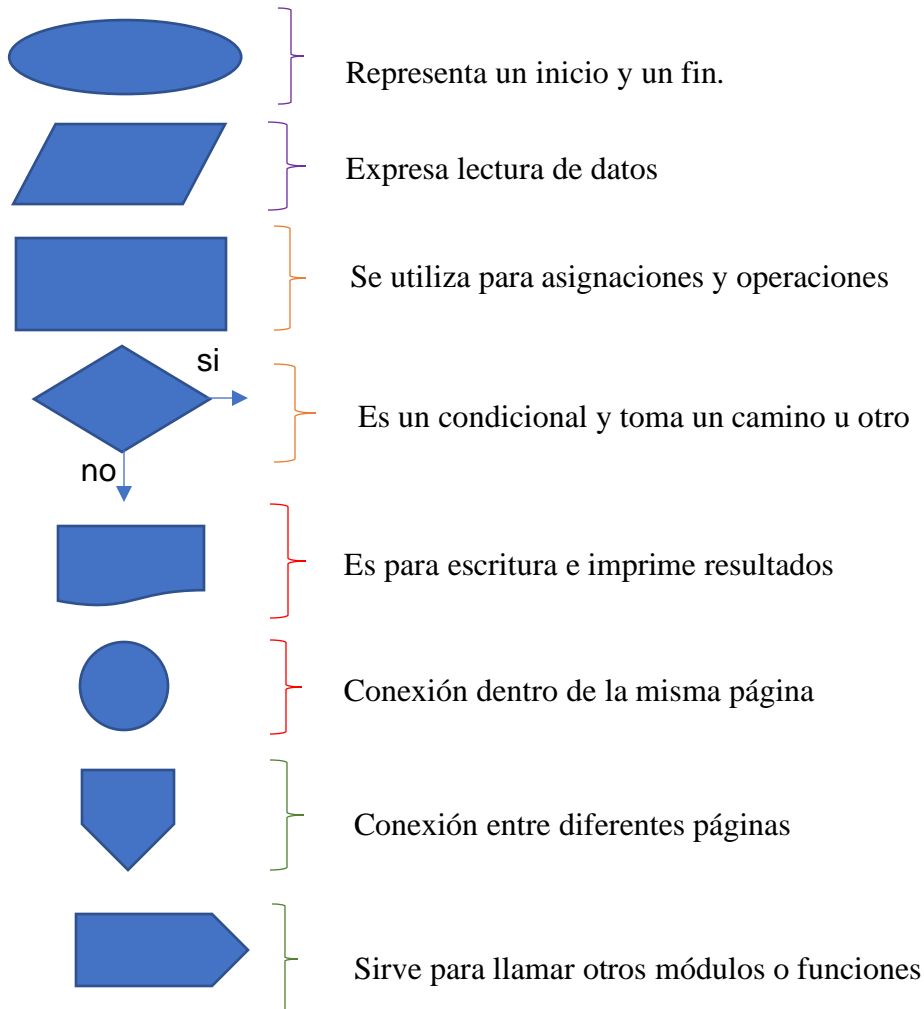 Representa un inicio y un fin.
Expresa lectura de datos
Se utiliza para asignaciones y operaciones
si
Es un condicional y toma un camino u otro
no
Es para escritura e imprime resultados
Conexión dentro de la misma página
Conexión entre diferentes páginas
Sirve para llamar otros módulos o funciones